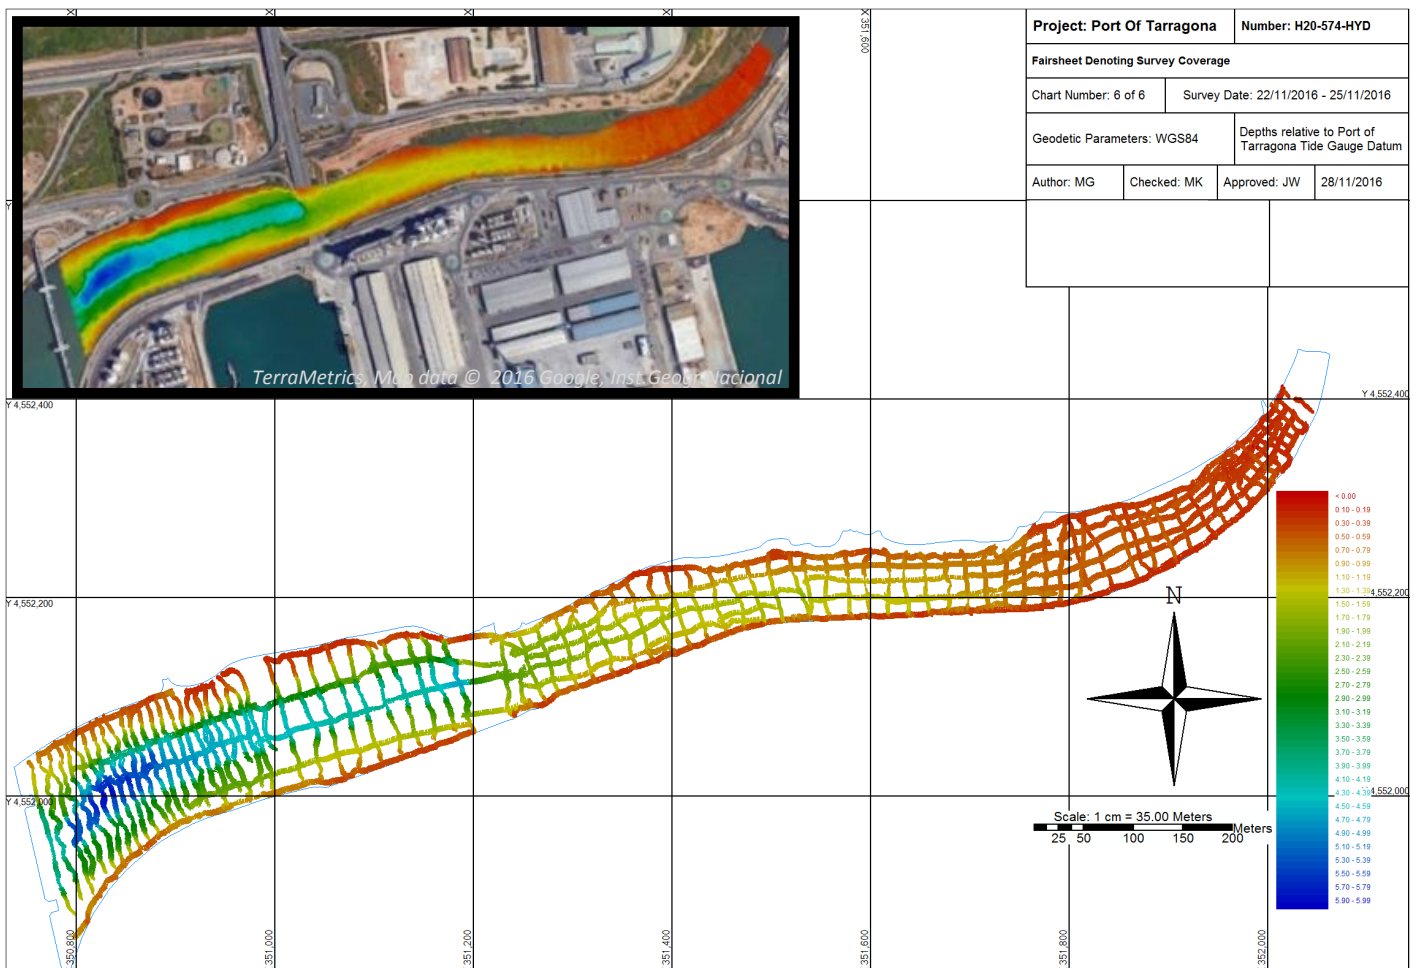 X
X
X
X 351,600
Project: Port Of Tarragona
Number: H20-574-HYD
Fairsheet Denoting Survey Coverage
Chart Number: 6 of 6
Survey Date: 22/11/2016 - 25/11/2016
Geodetic Parameters: WGS84
Depths relative to Port of
Tarragona Tide Gauge Datum
Author: MG
Checked: MK
Approved: JW
28/11/2016
Y
TerraMetrics, Map data © 2016 Google, Inst. Geogr. Nacional
Y 4,552,400
Y 4,552,400
< 0.00
0.10 - 0.19
0.30 - 0.39
0.50 - 0.59
0.70 - 0.79
0.90 - 0.99
1.10 - 1.19
1.30 - 1.39
1.50 - 1.59
1.70 - 1.79
1.90 - 1.99
2.10 - 2.19
2.30 - 2.39
2.50 - 2.59
2.70 - 2.79
2.90 - 2.99
3.10 - 3.19
3.30 - 3.39
3.50 - 3.59
3.70 - 3.79
3.90 - 3.99
4.10 - 4.19
4.30 - 4.39
4.50 - 4.59
4.70 - 4.79
4.90 - 4.99
5.10 - 5.19
5.30 - 5.39
5.50 - 5.59
5.70 - 5.79
5.90 - 5.99
Y 4,552,200
4,552,200
N
Y 4,552,000
4,552,000
Scale: 1 cm = 35.00 Meters
Meters
25 50 100 150 200
350,800
351,000
351,200
351,400
351,600
351,800
352,000